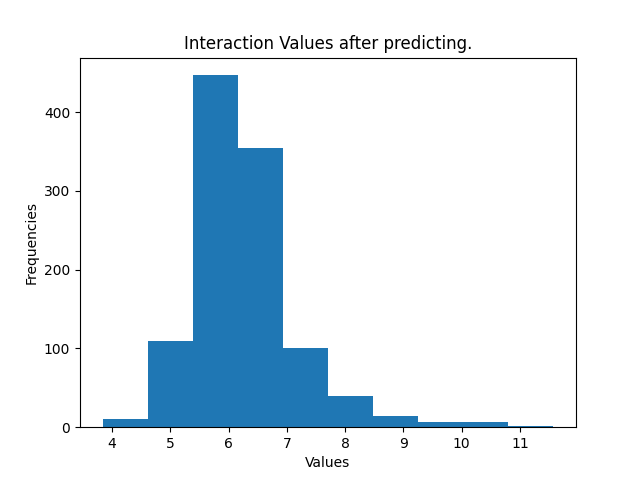 Interaction Values after predicting.
Frequencies
400
300
200
100
0
4 5 6 7 8 9 10 11
Values